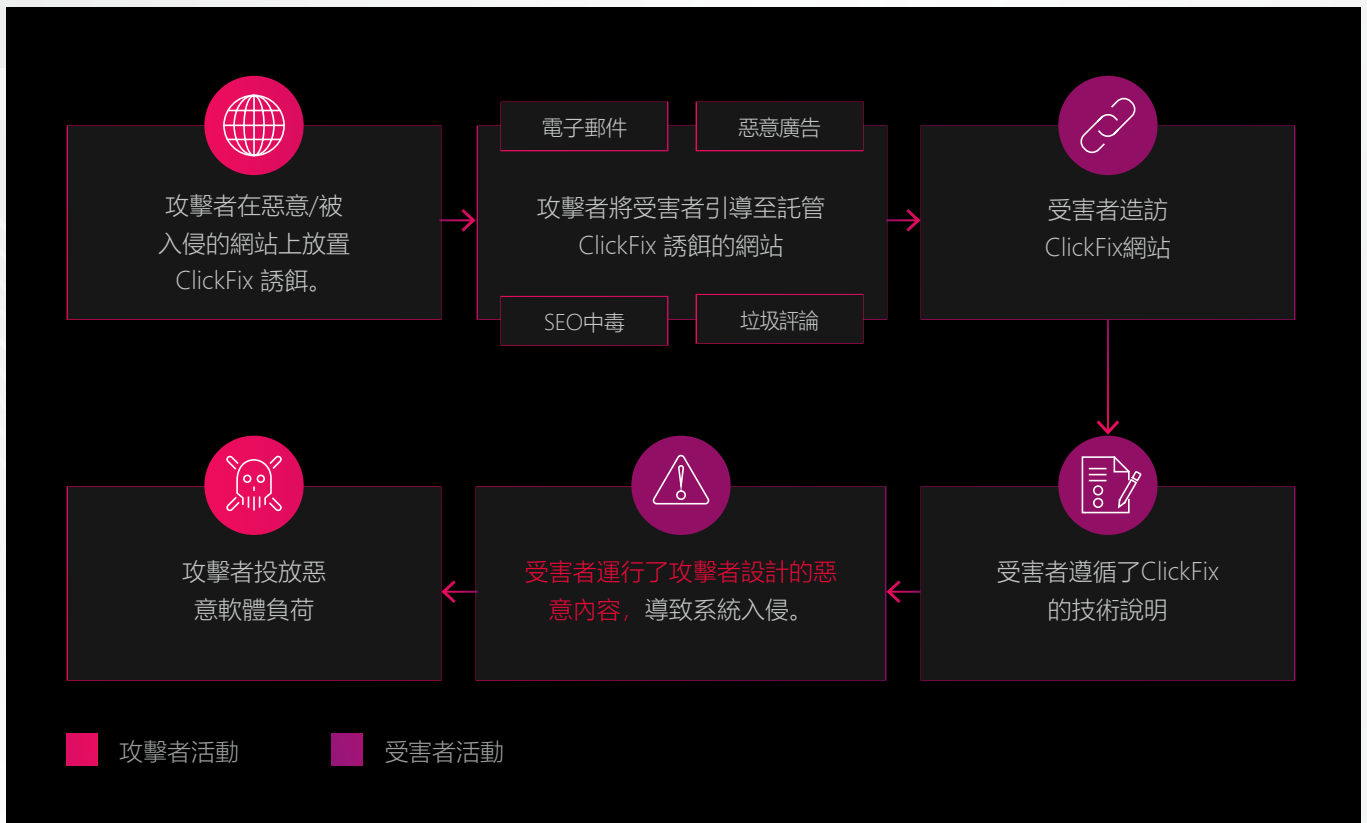 攻擊者在惡意/被
入侵的網站上放置
ClickFix 誘餌。
電子郵件
惡意廣告
攻擊者將受害者引導至託管
ClickFix 誘餌的網站
SEO中毒
垃圾評論
受害者造訪
ClickFix網站
受害者遵循了ClickFix
的技術說明
受害者運行了攻擊者設計的惡
意內容，導致系統入侵。
攻擊者投放惡
意軟體負荷
攻擊者活動
受害者活動